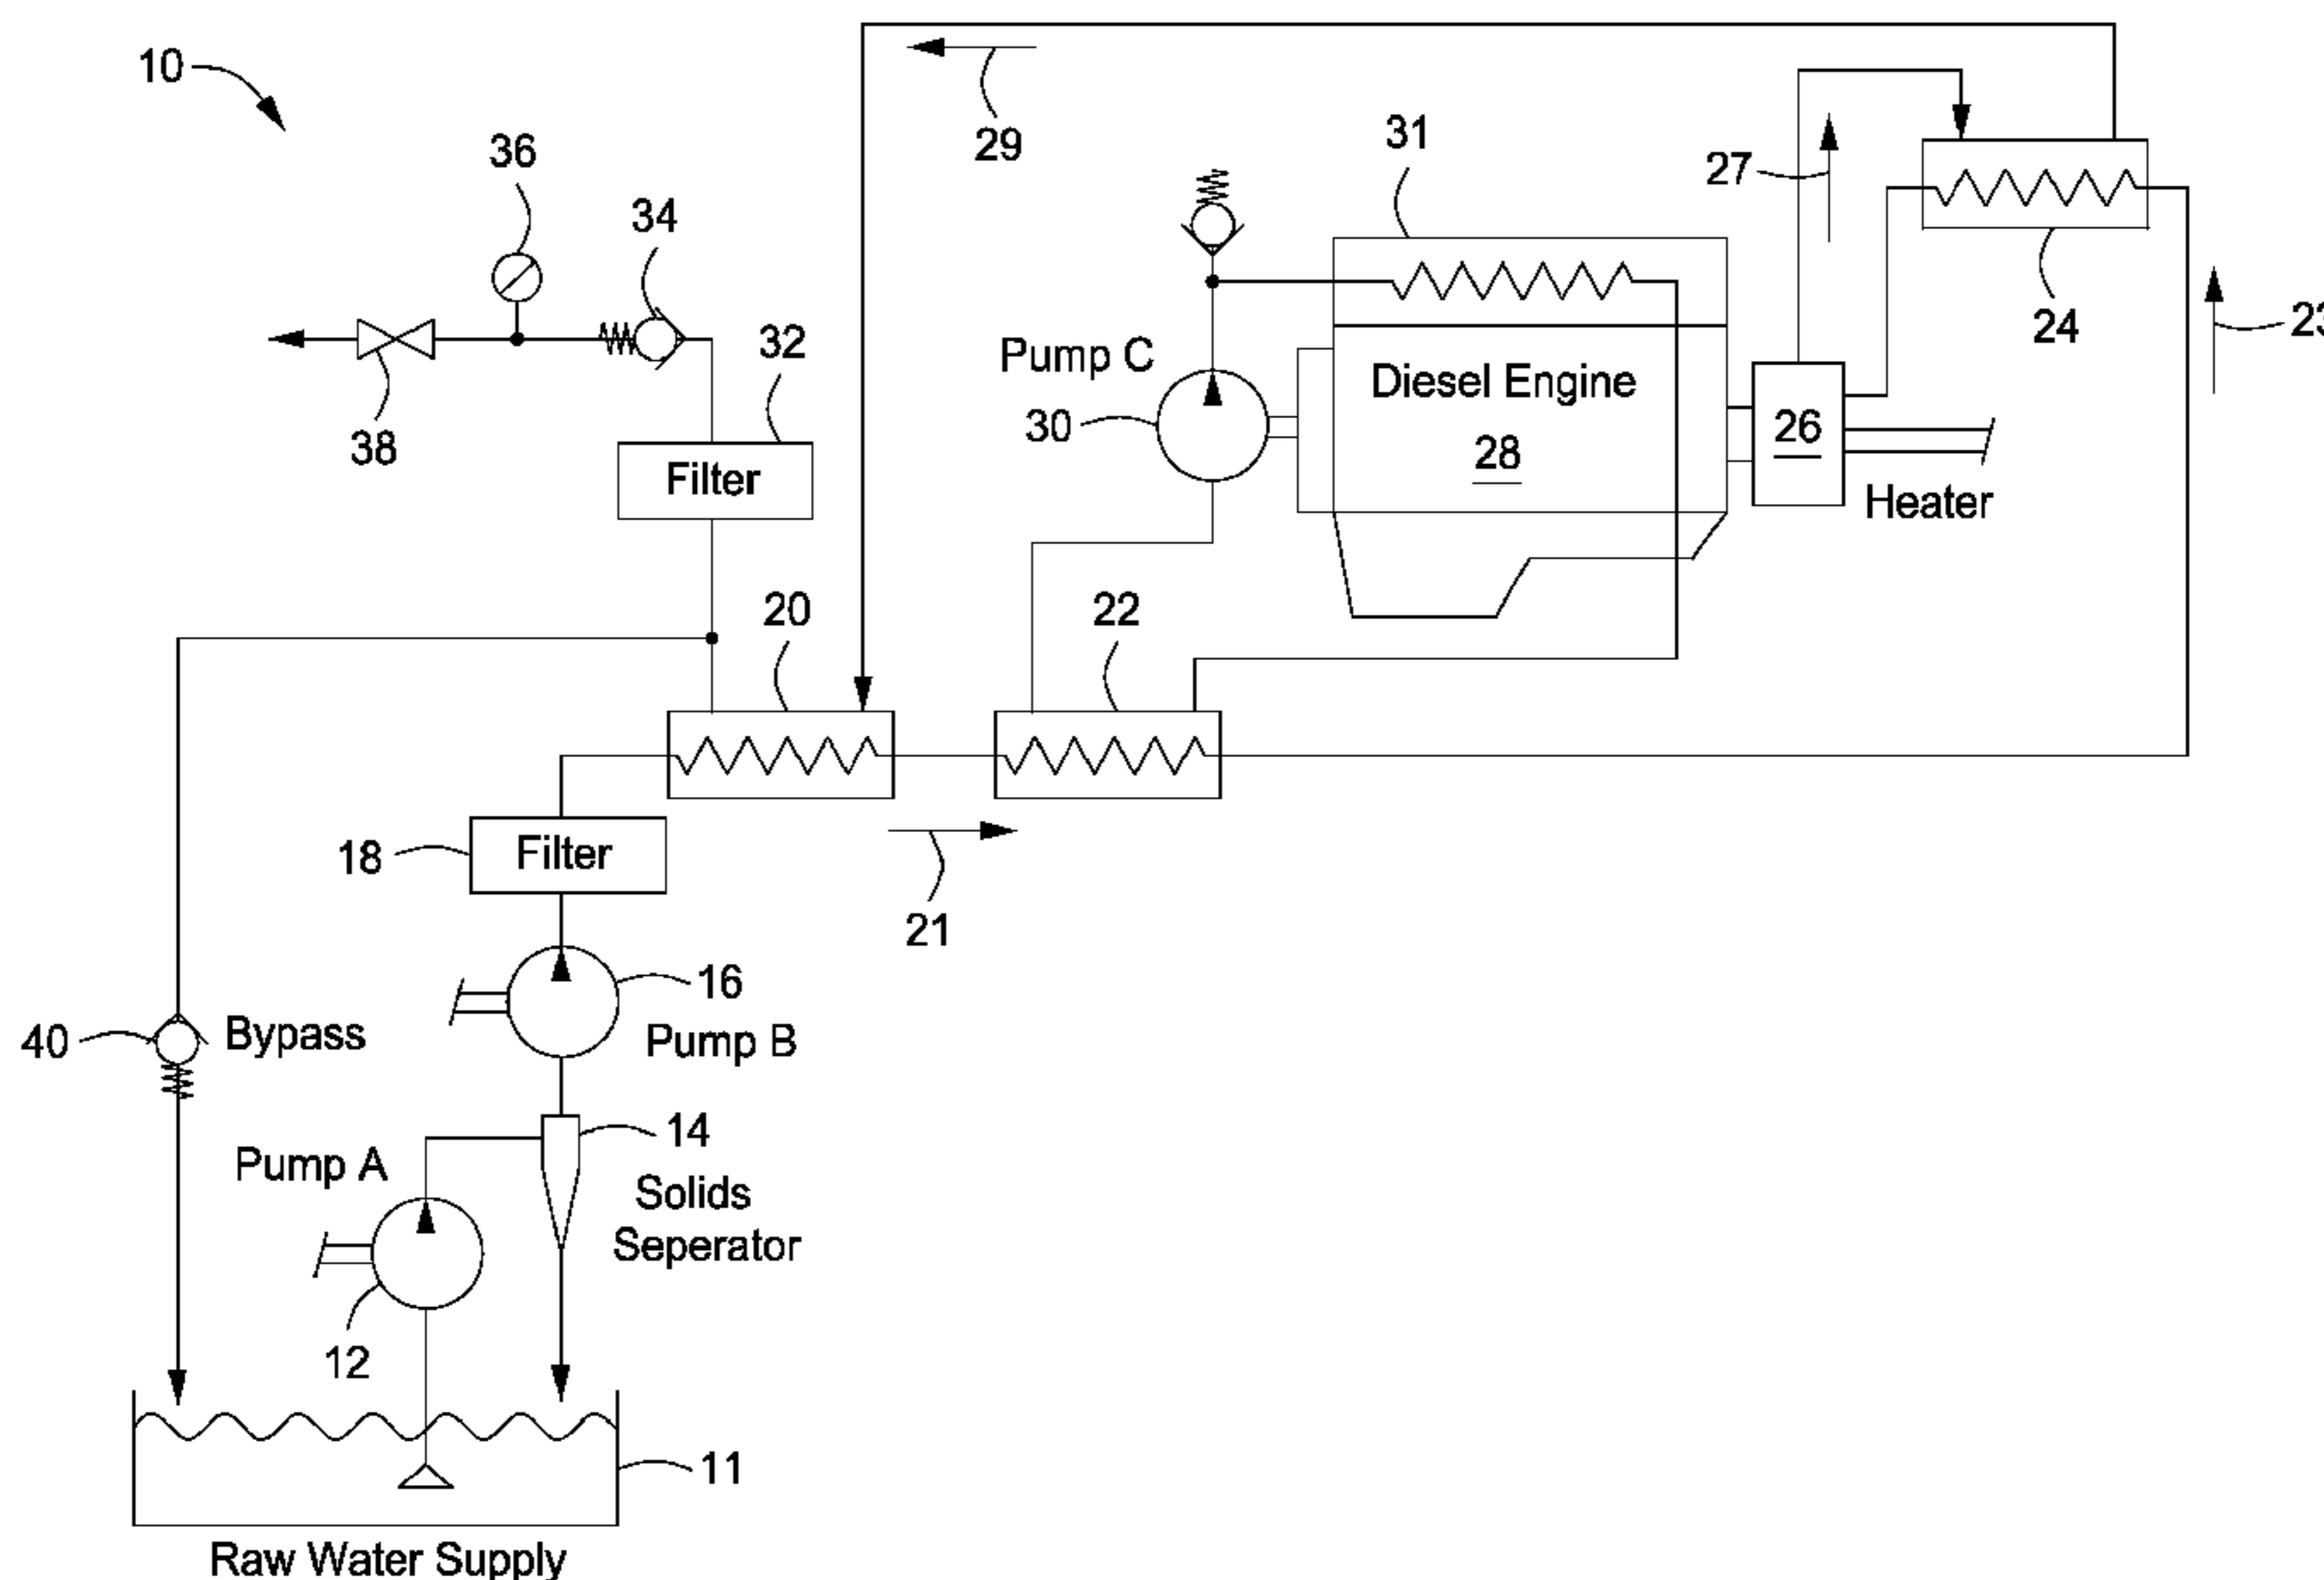 10
29
31
36
27
34
24
23
32
Pump C
Diesel Engine
38
30
28
26
Filter
Heater
20
22
18
Filter
21
16
40
Bypass
Pump B
14
Pump A
Solids
Seperator
12
11
Raw Water Supply